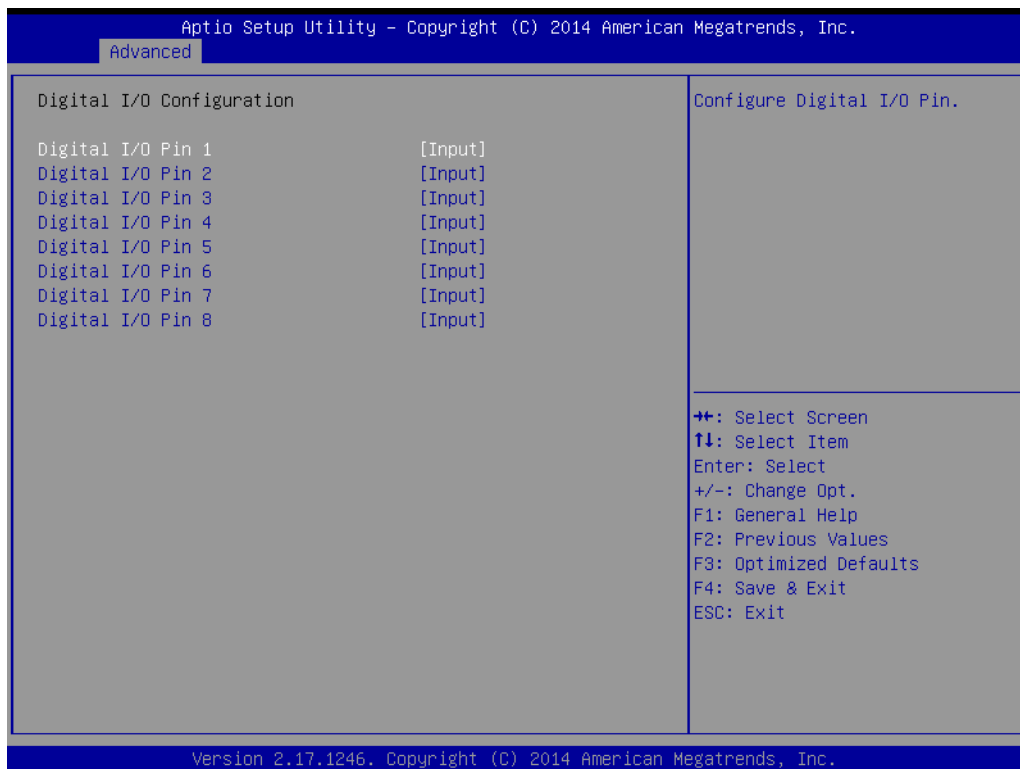 Aptio Setup Utility – Copyright (C) 2014 American Megatrends, Inc.
Advanced
Digital I/O Configuration
Digital I/O Pin 1 [Input]
Digital I/O Pin 2 [Input]
Digital I/O Pin 3 [Input]
Digital I/O Pin 4 [Input]
Digital I/O Pin 5 [Input]
Digital I/O Pin 6 [Input]
Digital I/O Pin 7 [Input]
Digital I/O Pin 8 [Input]
Configure Digital I/O Pin.
→←: Select Screen
↑↓: Select Item
Enter: Select
+/-: Change Opt.
F1: General Help
F2: Previous Values
F3: Optimized Defaults
F4: Save & Exit
ESC: Exit
Version 2.17.1246. Copyright (C) 2014 American Megatrends, Inc.